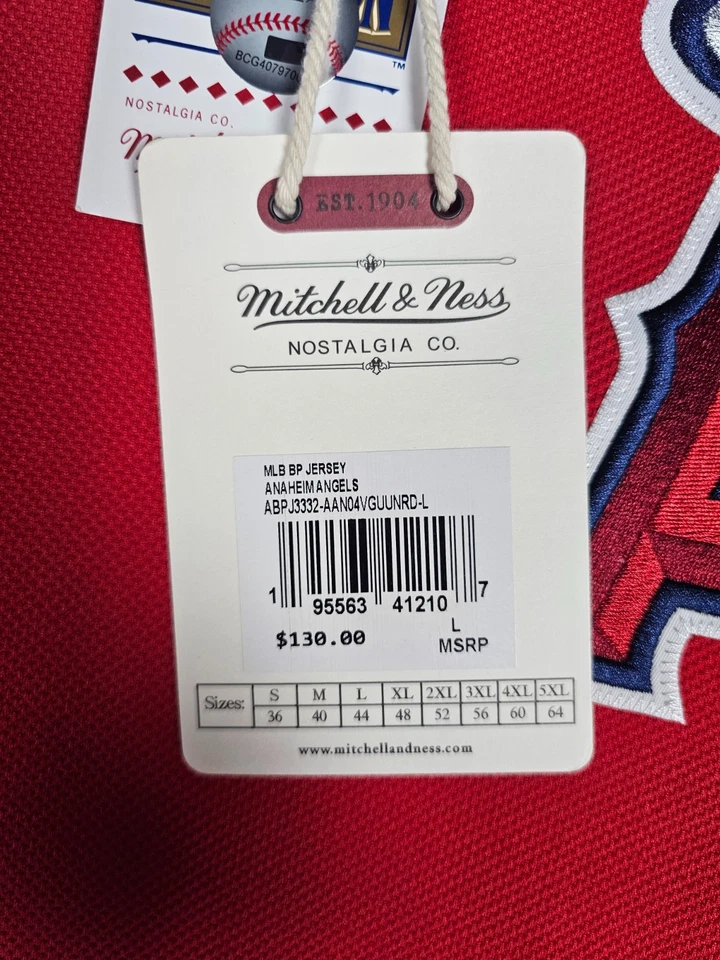 BCG407970
TM
NOSTALGIA CO.
EST.1904
Mitchell & Ness
NOSTALGIA CO.
MLB BP JERSEY
ANAHEIM ANGELS
ABPJ3332-AAN04VGUUNRD-L
1 95563 41210 7
$130.00
L
MSRP
Sizes: S M L XL 2XL 3XL 4XL 5XL
36 40 44 48 52 56 60 64
www.mitchellandness.com